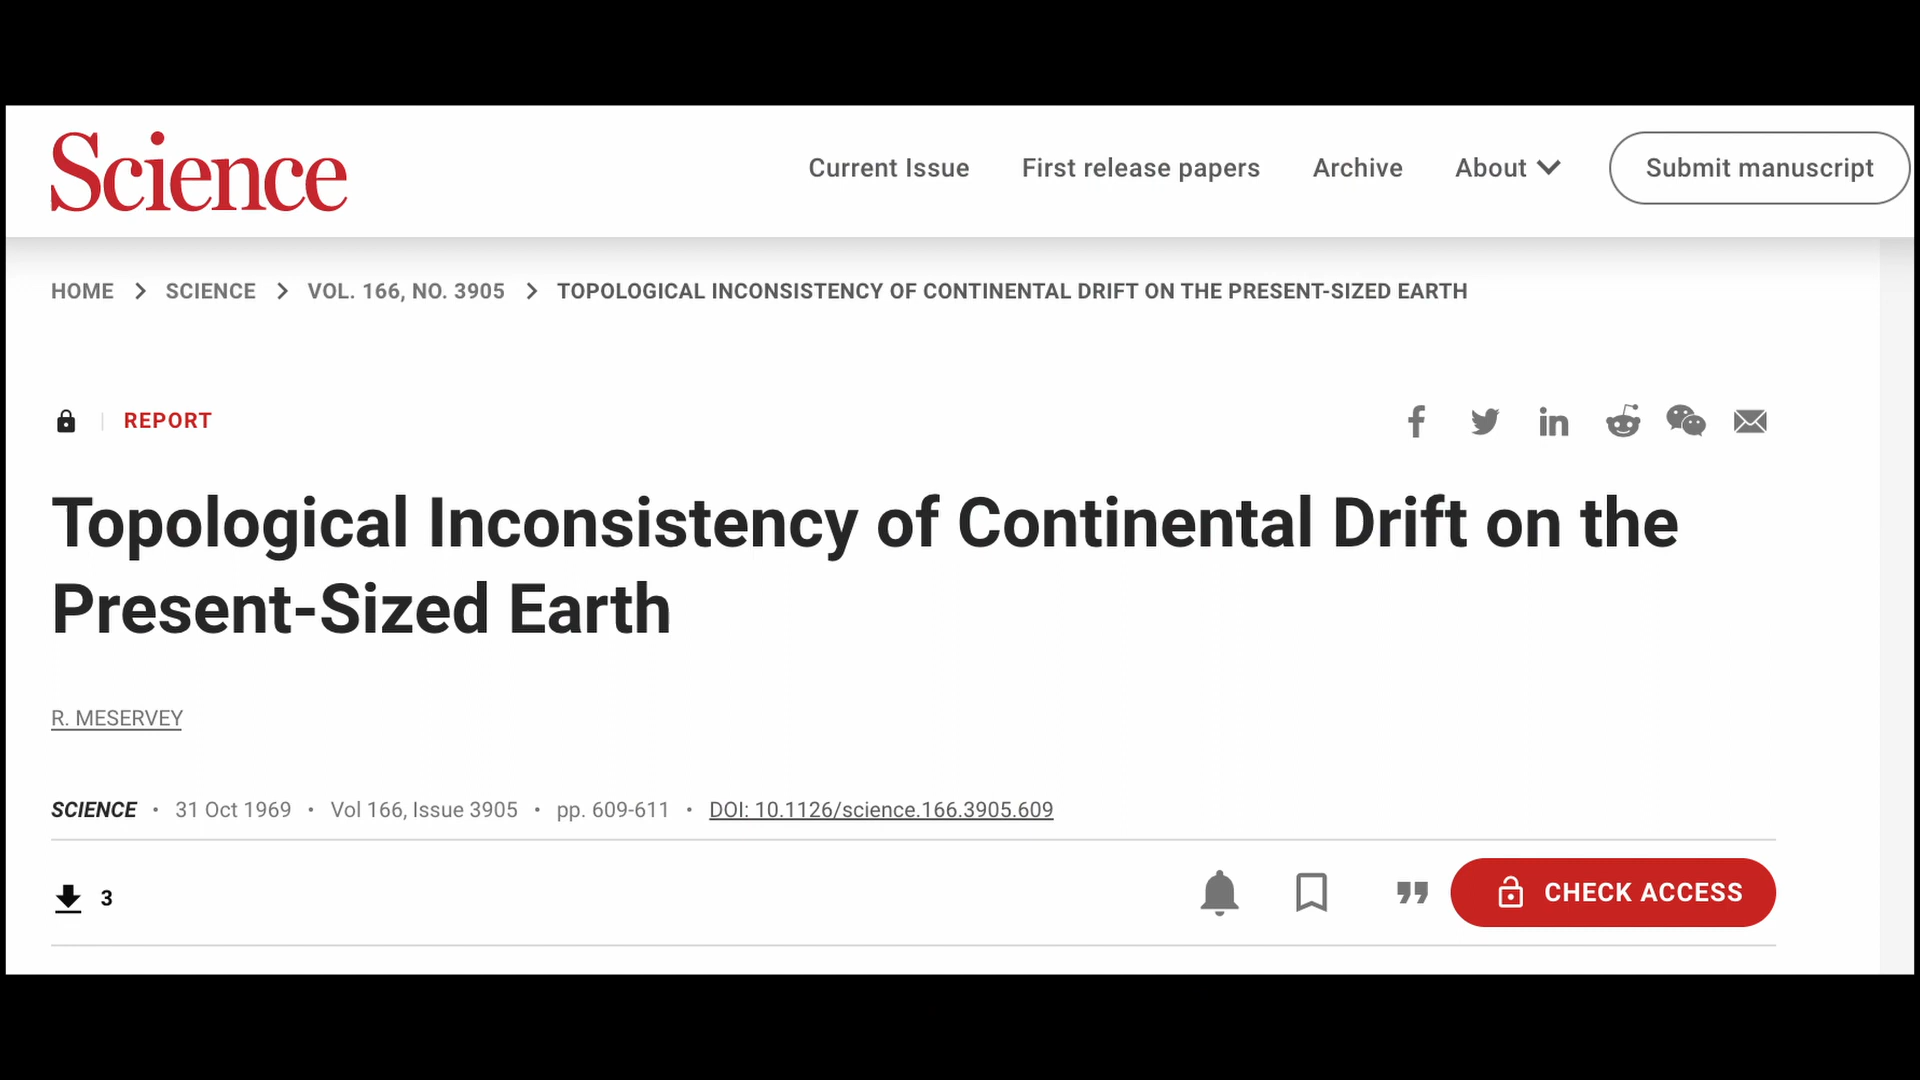 Science
Current Issue
First release papers
Archive
About
Submit manuscript
HOME > SCIENCE > VOL. 166, NO. 3905 > TOPOLOGICAL INCONSISTENCY OF CONTINENTAL DRIFT ON THE PRESENT-SIZED EARTH
REPORT
Topological Inconsistency of Continental Drift on the
Present-Sized Earth
R. MESERVEY
SCIENCE • 31 Oct 1969 • Vol 166, Issue 3905 • pp. 609-611 • DOI: 10.1126/science.166.3905.609
3
CHECK ACCESS